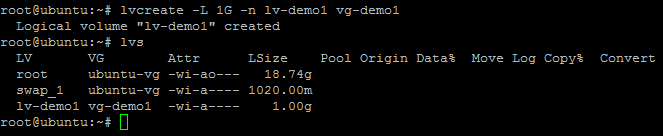 root@ubuntu:~# lvcreate -L 1G -n lv-demo1 vg-demo1
  Logical volume "lv-demo1" created
root@ubuntu:~# lvs
  LV       VG        Attr      LSize    Pool Origin Data%  Move Log Copy%  Convert
  root     ubuntu-vg -wi-ao---   18.74g
  swap_1   ubuntu-vg -wi-a---- 1020.00m
  lv-demo1 vg-demo1  -wi-a----    1.00g
root@ubuntu:~#